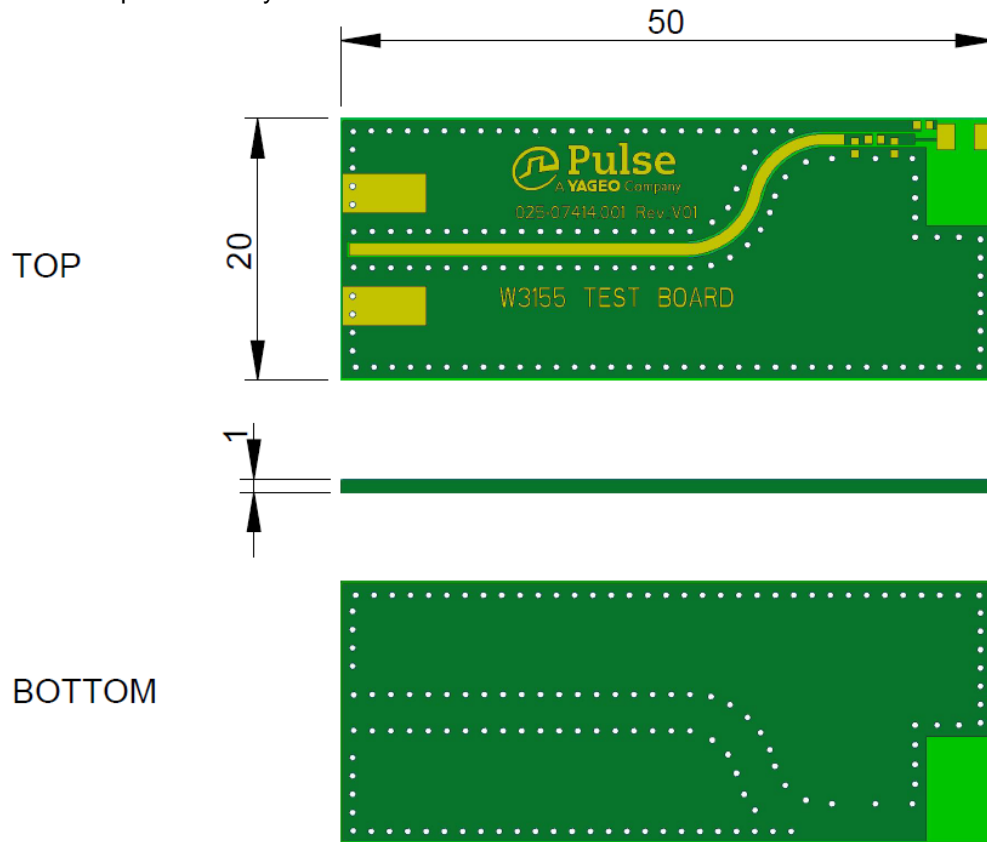 50
TOP
20
Pulse
A YAGEO Company
025-07414.001 Rev.V01
W3155 TEST BOARD
1
BOTTOM